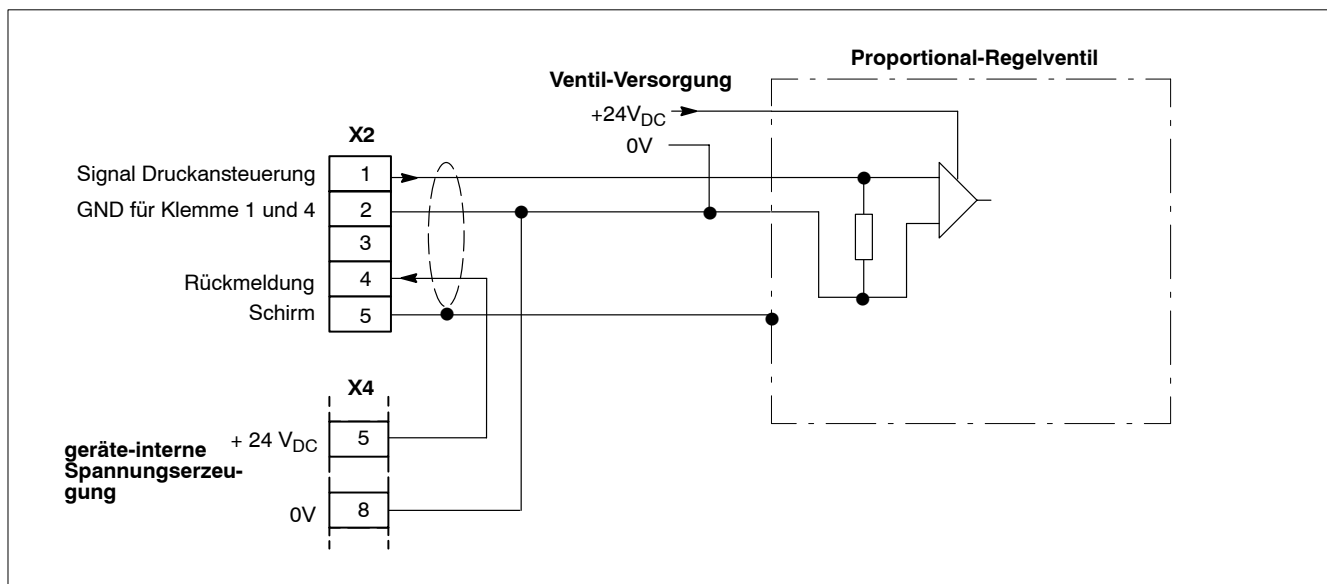 Proportional-Regelventil
Ventil-Versorgung
+24VDC
0V
X2
Signal Druckansteuerung 1
GND für Klemme 1 und 4 2
3
Rückmeldung 4
Schirm 5
X4
geräte-interne
Spannungserzeu-
gung
+ 24 VDC 5
0V 8